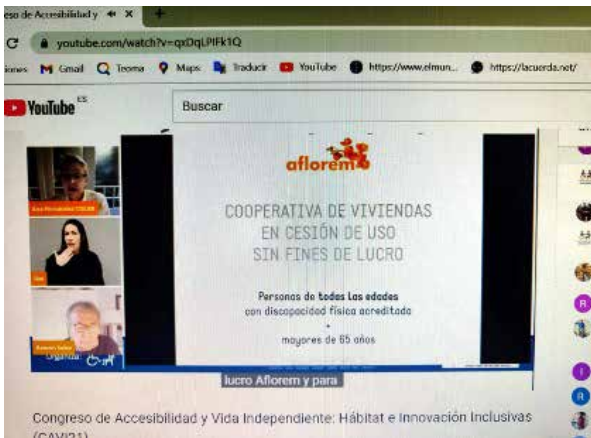 eso de Accesibilidad y
youtube.com/watch?v=qxDqLPIFk1Q
iones Gmail Teoma Maps Traducir YouTube https://www.elmun... https://lacuerda.net/
YouTube ES
Buscar
aflorem
COOPERATIVA DE VIVIENDAS
EN CESIÓN DE USO
SIN FINES DE LUCRO
Personas de todas las edades
con discapacidad física acreditada
+
mayores de 65 años
Organiza:
lucro Aflorem y para
Congreso de Accesibilidad y Vida Independiente: Hábitat e Innovación Inclusivas
(CAVI21)
R
I
R